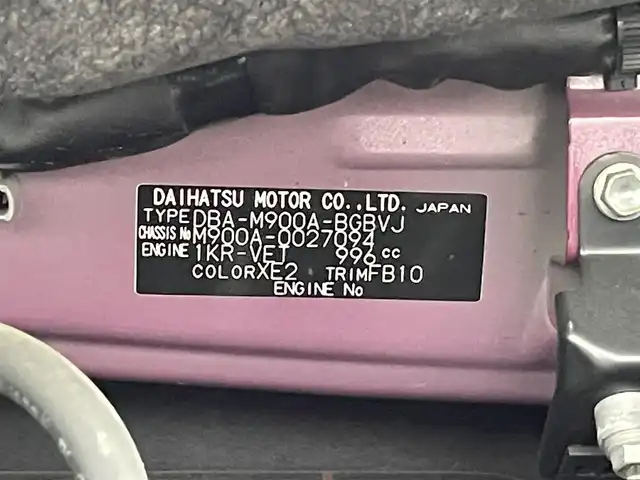 DAIHATSU MOTOR CO.,LTD. JAPAN
TYPE DBA-M900A-BGBVJ
CHASSIS No M900A-0027094
ENGINE 1KR-VET 996 cc
COLOR XE2 TRIM FB10
ENGINE No